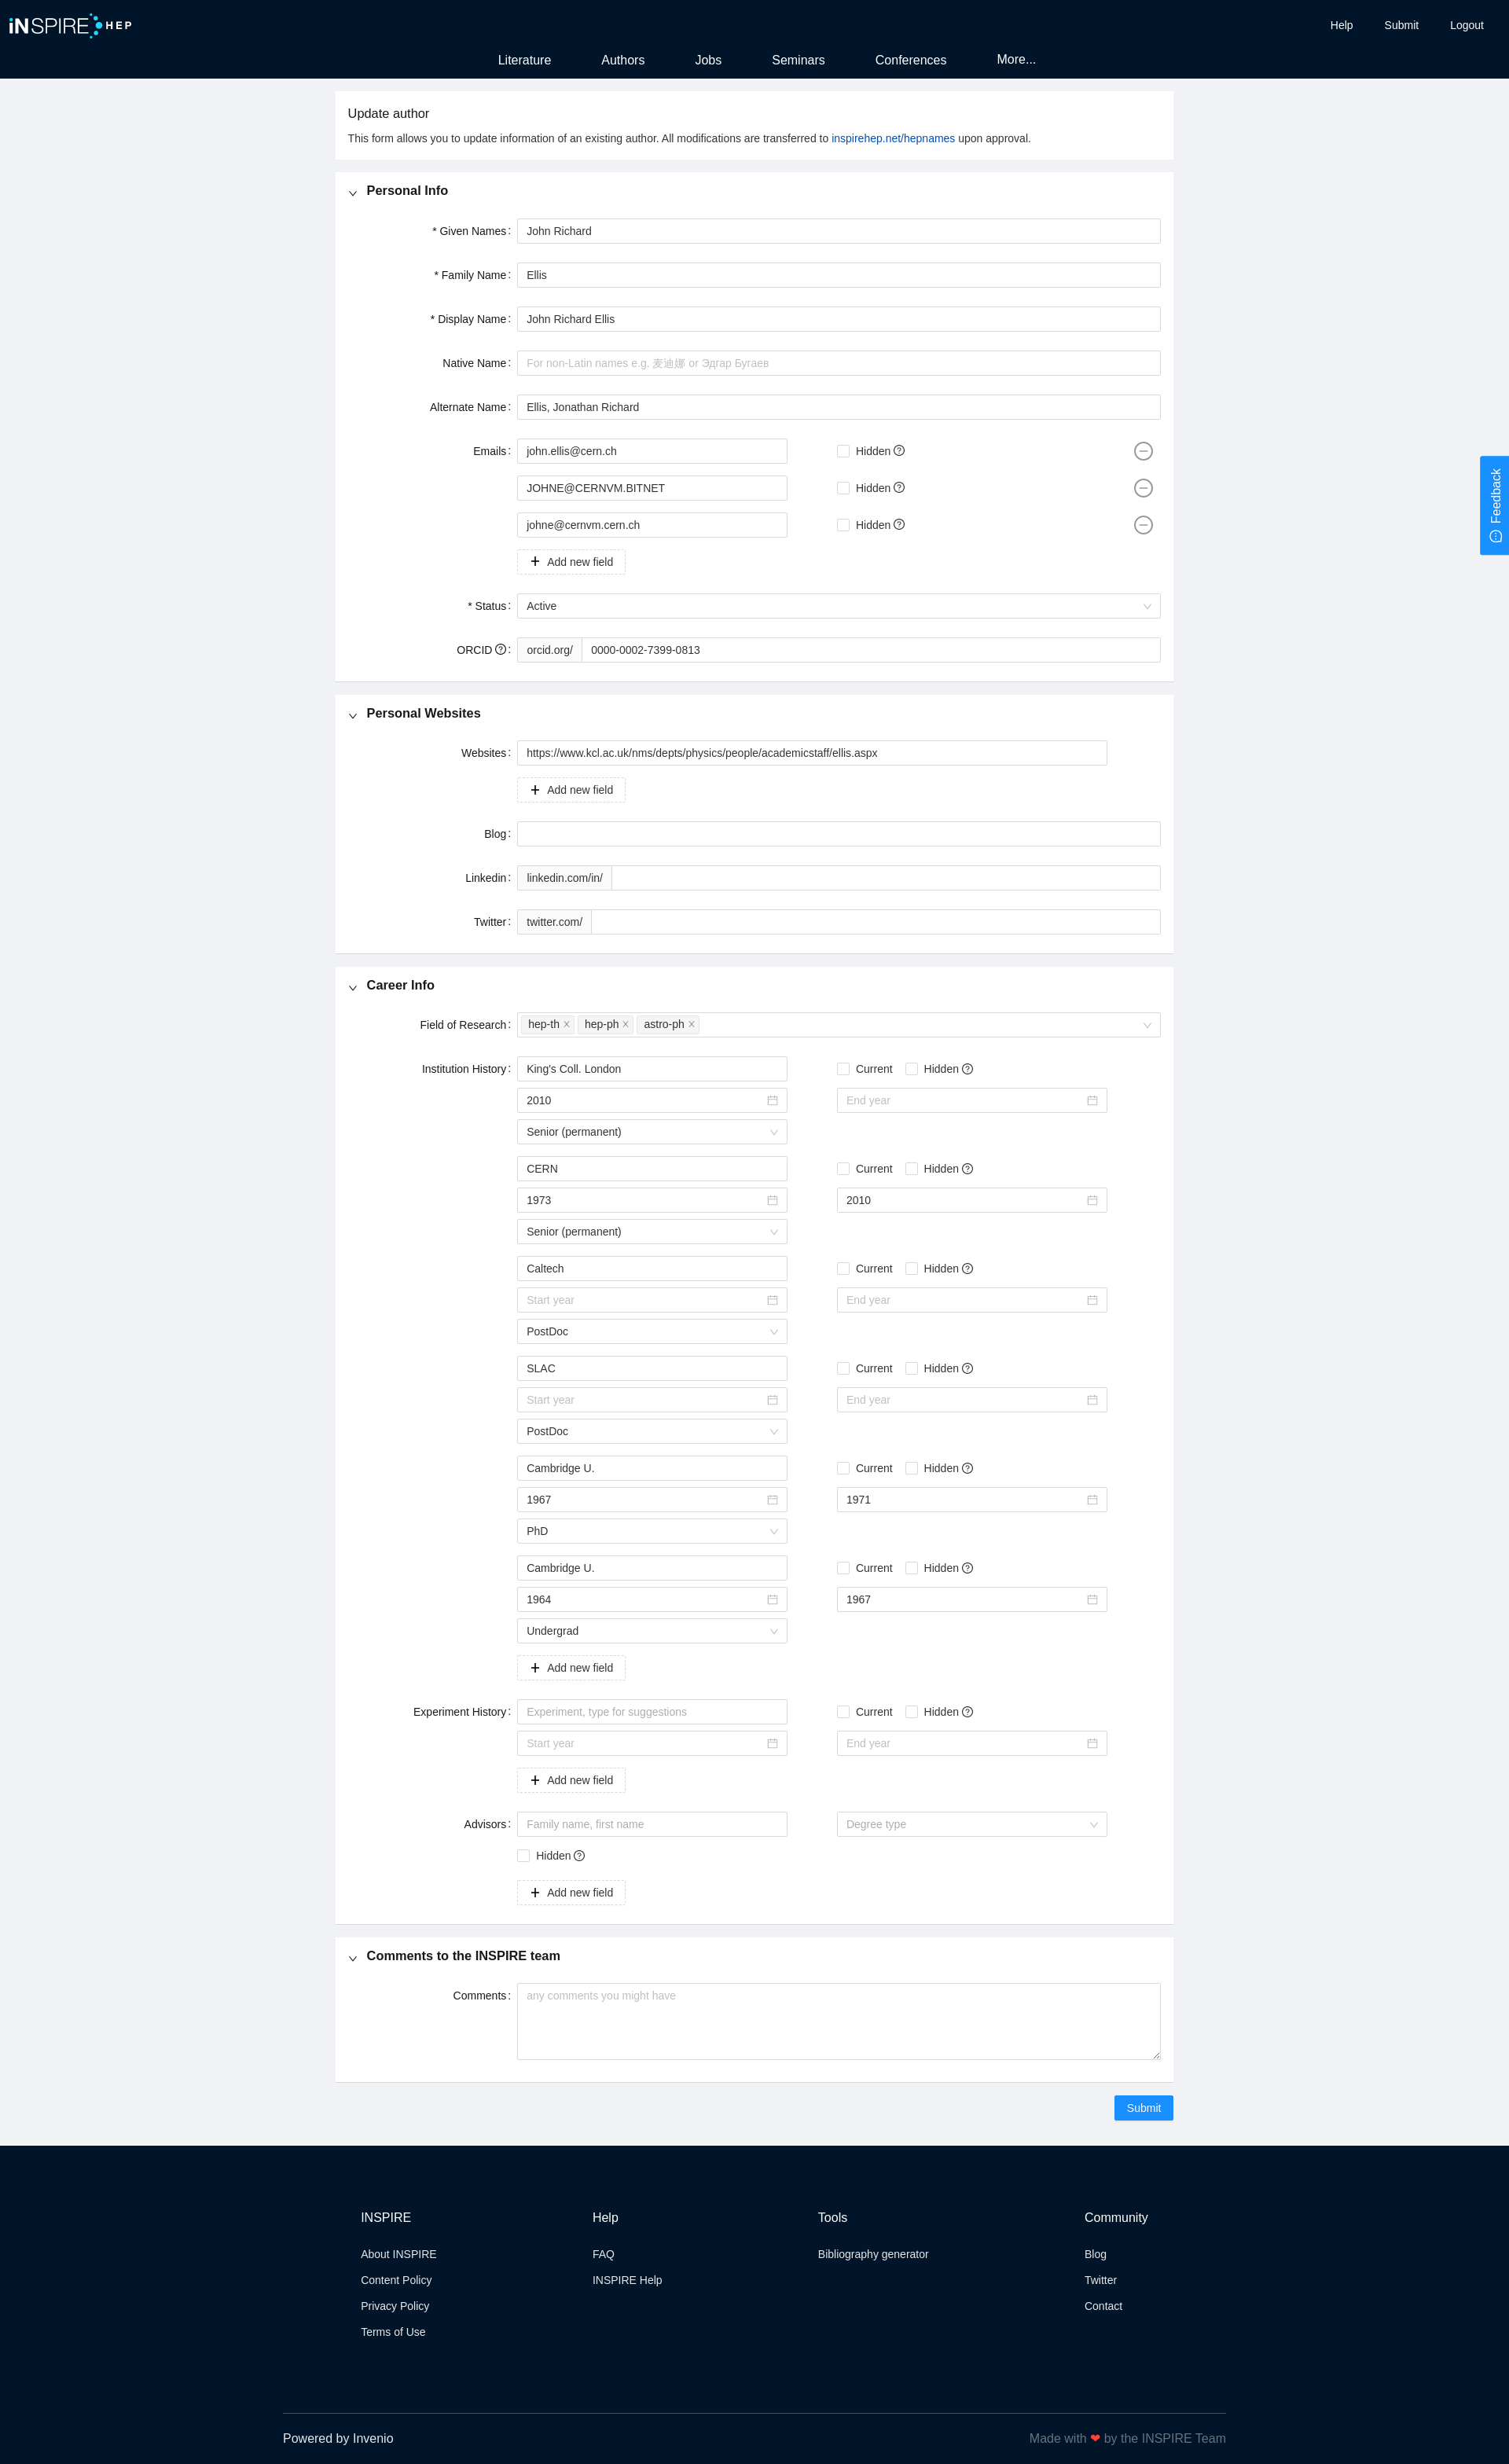 iNSPIRE HEP
Help Submit Logout
Literature Authors Jobs Seminars Conferences More...
Update author
This form allows you to update information of an existing author. All modifications are transferred to inspirehep.net/hepnames upon approval.
Personal Info
* Given Names: John Richard
* Family Name: Ellis
* Display Name: John Richard Ellis
Native Name: For non-Latin names e.g. 麦迪娜 or Эдгар Бугаев
Alternate Name: Ellis, Jonathan Richard
Emails: john.ellis@cern.ch Hidden
JOHNE@CERNVM.BITNET Hidden
johne@cernvm.cern.ch Hidden
Add new field
* Status: Active
ORCID : orcid.org/ 0000-0002-7399-0813
Feedback
Personal Websites
Websites: https://www.kcl.ac.uk/nms/depts/physics/people/academicstaff/ellis.aspx
Add new field
Blog:
Linkedin: linkedin.com/in/
Twitter: twitter.com/
Career Info
Field of Research: hep-th hep-ph astro-ph
Institution History: King's Coll. London Current Hidden
2010 End year
Senior (permanent)
CERN Current Hidden
1973 2010
Senior (permanent)
Caltech Current Hidden
Start year End year
PostDoc
SLAC Current Hidden
Start year End year
PostDoc
Cambridge U. Current Hidden
1967 1971
PhD
Cambridge U. Current Hidden
1964 1967
Undergrad
Add new field
Experiment History: Experiment, type for suggestions Current Hidden
Start year End year
Add new field
Advisors: Family name, first name Degree type
Hidden
Add new field
Comments to the INSPIRE team
Comments: any comments you might have
Submit
INSPIRE Help Tools Community
About INSPIRE FAQ Bibliography generator Blog
Content Policy INSPIRE Help Twitter
Privacy Policy Contact
Terms of Use
Powered by Invenio Made with ❤ by the INSPIRE Team